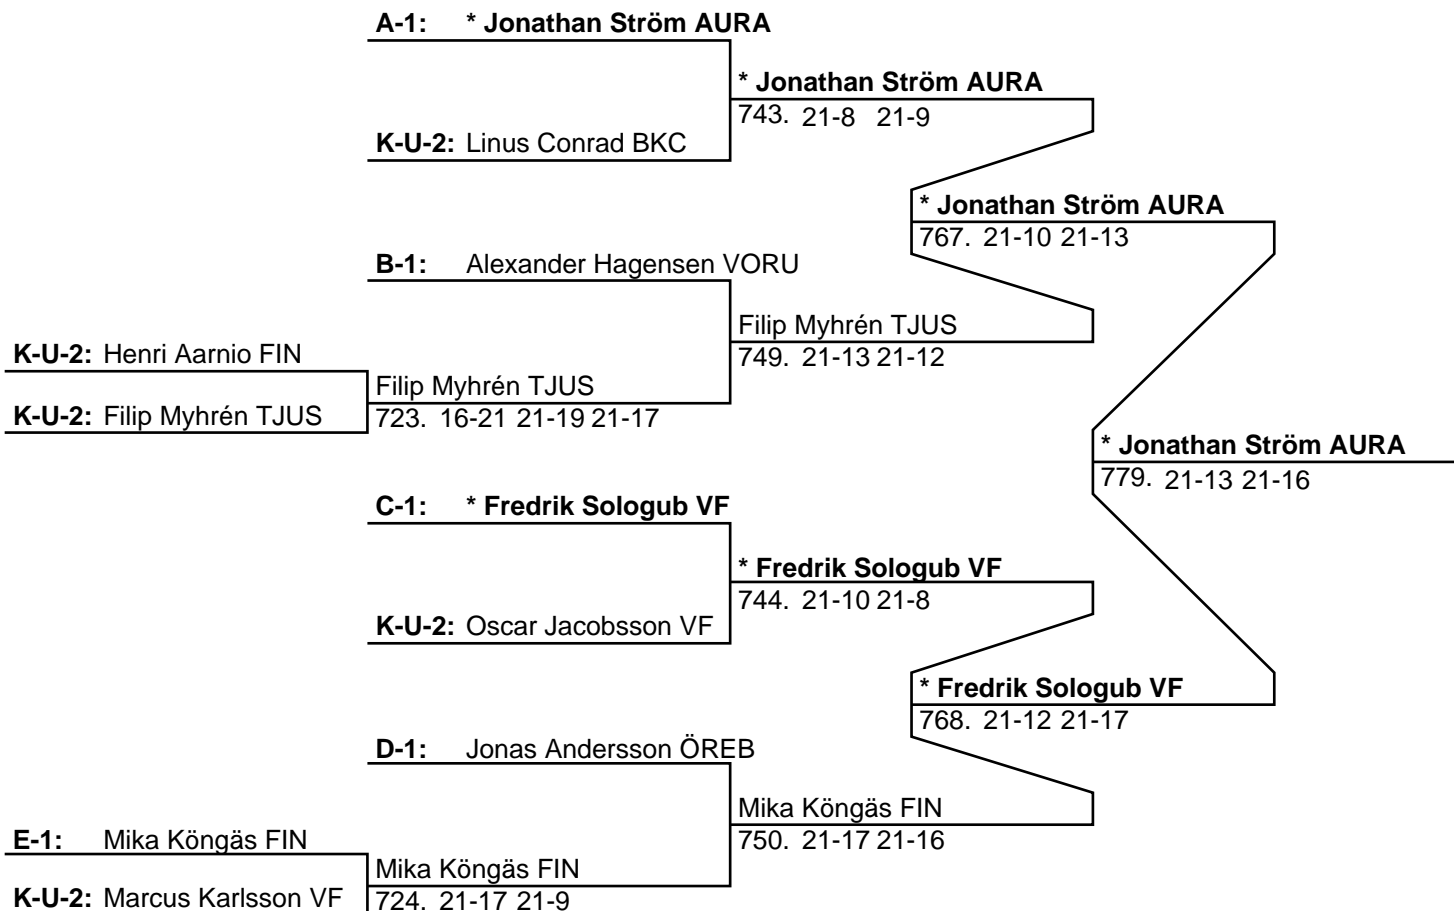 A-1: * Jonathan Ström AURA
* Jonathan Ström AURA
743. 21-8 21-9
K-U-2: Linus Conrad BKC
* Jonathan Ström AURA
767. 21-10 21-13
B-1: Alexander Hagensen VORU
Filip Myhrén TJUS
749. 21-13 21-12
K-U-2: Henri Aarnio FIN
Filip Myhrén TJUS
723. 16-21 21-19 21-17
K-U-2: Filip Myhrén TJUS
* Jonathan Ström AURA
779. 21-13 21-16
C-1: * Fredrik Sologub VF
* Fredrik Sologub VF
744. 21-10 21-8
K-U-2: Oscar Jacobsson VF
* Fredrik Sologub VF
768. 21-12 21-17
D-1: Jonas Andersson ÖREB
Mika Köngäs FIN
750. 21-17 21-16
E-1: Mika Köngäs FIN
Mika Köngäs FIN
724. 21-17 21-9
K-U-2: Marcus Karlsson VF